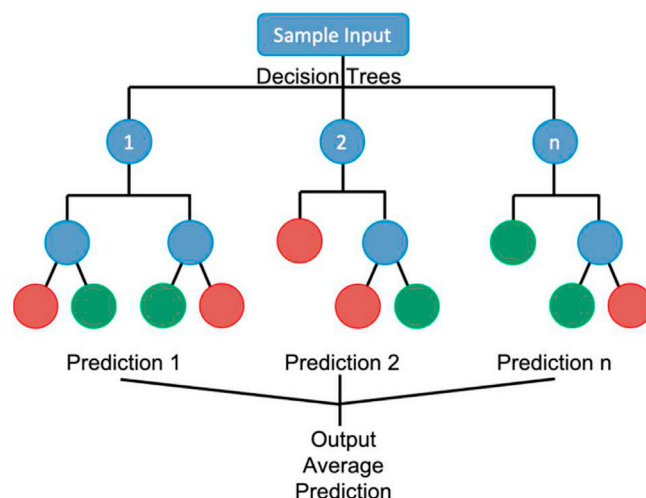 Sample Input
Decision Trees
1 2 n
Prediction 1 Prediction 2 Prediction n
Output
Average
Prediction